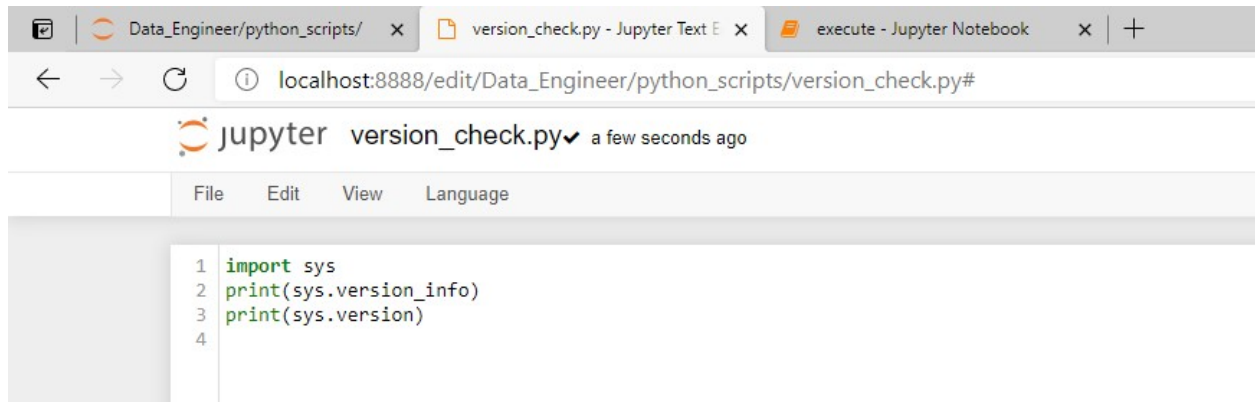 Data_Engineer/python_scripts/ version_check.py - Jupyter Text E execute - Jupyter Notebook
localhost:8888/edit/Data_Engineer/python_scripts/version_check.py#
jupyter version_check.py✔ a few seconds ago
File Edit View Language
1 import sys
2 print(sys.version_info)
3 print(sys.version)
4